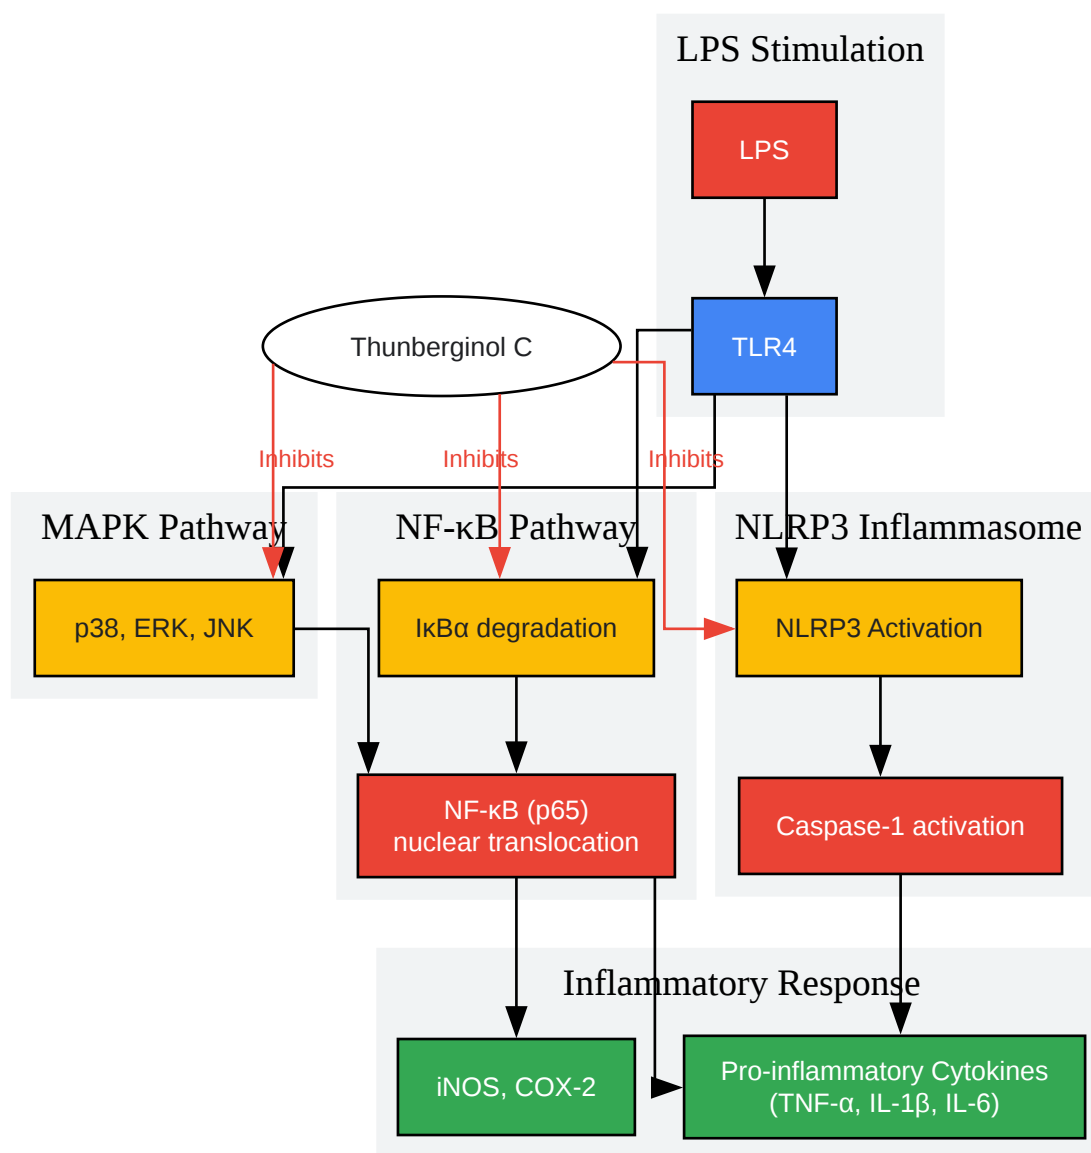 LPS Stimulation
LPS
TLR4
Thunberginol C
Inhibits
Inhibits
Inhibits
MAPK Pathway
NF-κB Pathway
NLRP3 Inflammasome
p38, ERK, JNK
IκBα degradation
NLRP3 Activation
NF-κB (p65)
nuclear translocation
Caspase-1 activation
Inflammatory Response
iNOS, COX-2
Pro-inflammatory Cytokines
(TNF-α, IL-1β, IL-6)